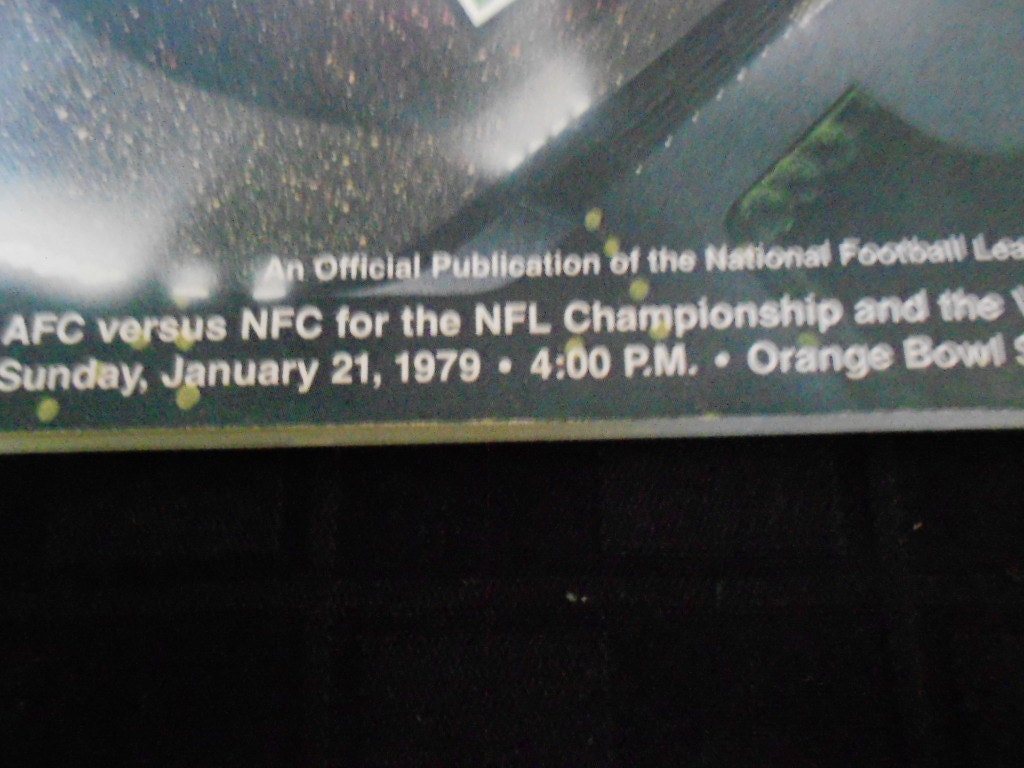 An Official Publication of the National Football Lea
AFC versus NFC for the NFL Championship and the
Sunday, January 21, 1979 • 4:00 P.M. • Orange Bowl S